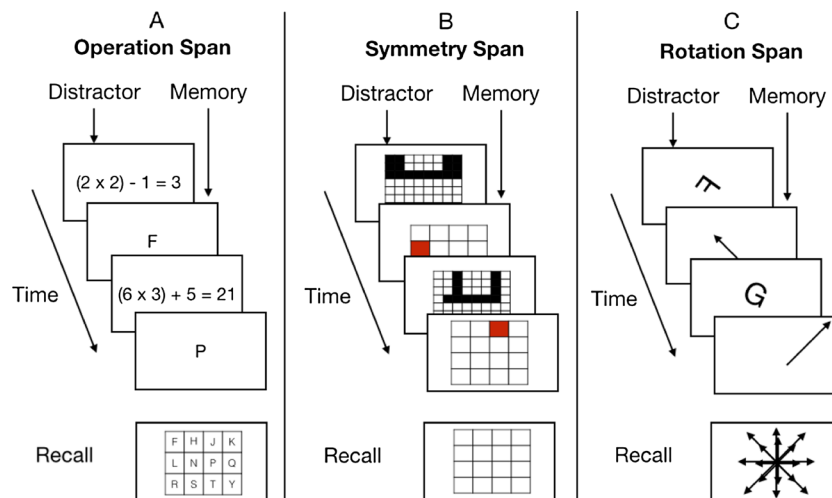 A
Operation Span
Distractor Memory
(2 x 2) - 1 = 3
F
(6 x 3) + 5 = 21
P
Time
Recall
F H J K
L N P Q
R S T Y
B
Symmetry Span
Distractor Memory
Time
Recall
C
Rotation Span
Distractor Memory
F
G
Time
Recall